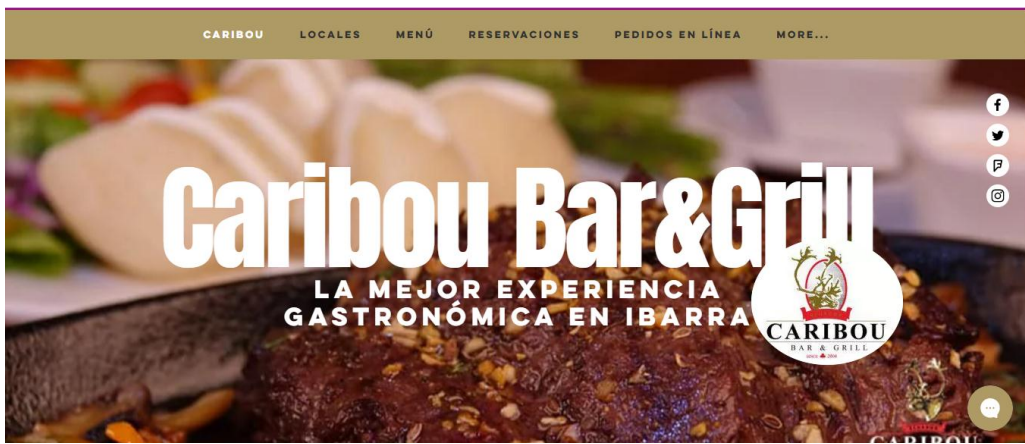 CARIBOU LOCALES MENÚ RESERVACIONES PEDIDOS EN LÍNEA MORE...
Caribou Bar&Grill
LA MEJOR EXPERIENCIA
GASTRONÓMICA EN IBARRA
CARIBOU
BAR & GRILL
CARIBOU